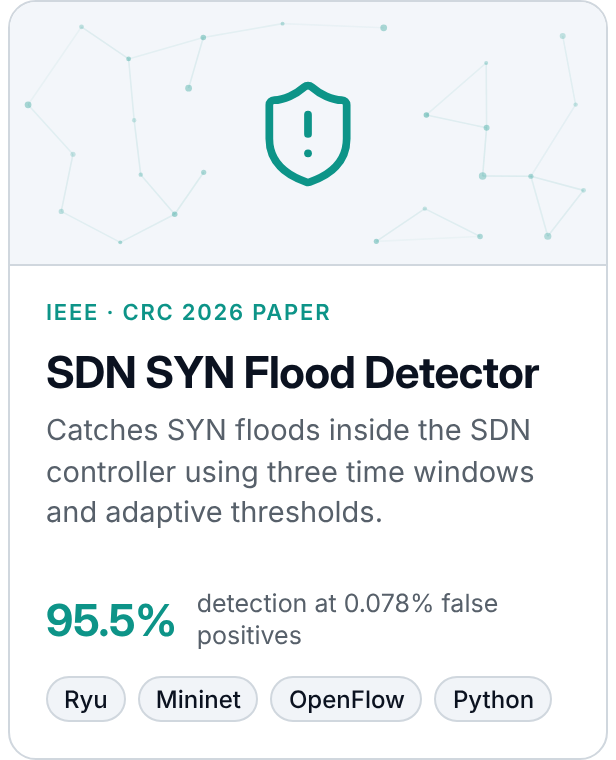 IEEE · CRC 2026 PAPER
SDN SYN Flood Detector
Catches SYN floods inside the SDN
controller using three time windows
and adaptive thresholds.
95.5% detection at 0.078% false
positives
Ryu Mininet OpenFlow Python